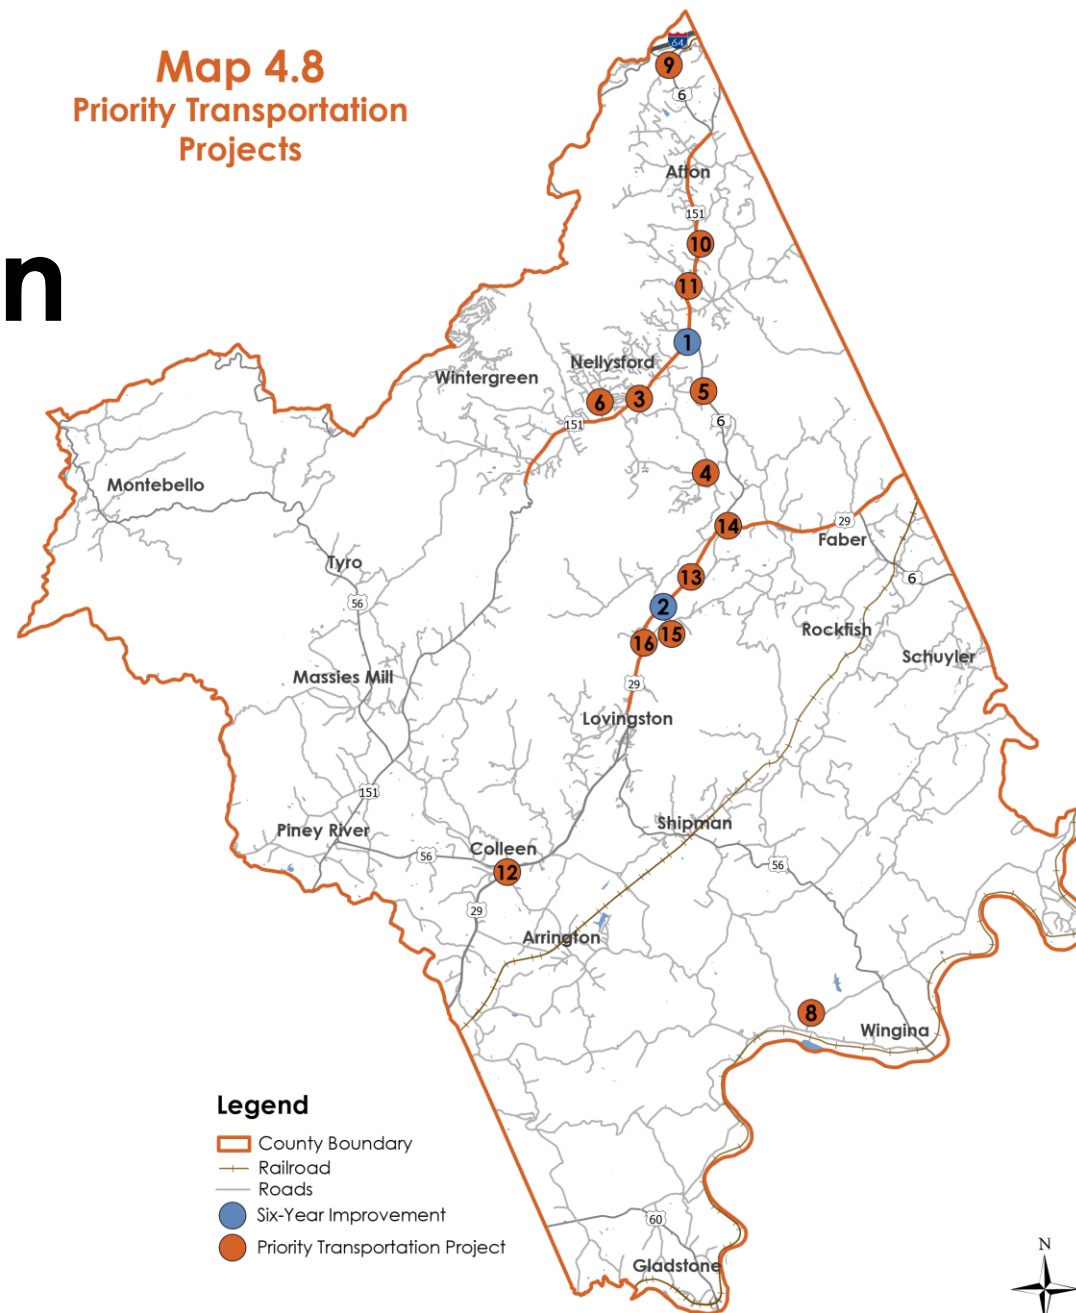 Map 4.8
Priority Transportation
Projects
n
64
9
6
Afton
151
10
11
1
Nellysford
Wintergreen
6
3
5
151
6
4
Montebello
14
29
Faber
Tyro
13
6
56
2
15
Rockfish
16
Schuyler
Massies Mill
29
Lovingston
151
Piney River
Shipman
Colleen
56
56
12
29
Arrington
8
Wingina
Legend
County Boundary
Railroad
Roads
Six-Year Improvement
Priority Transportation Project
60
Gladstone
N